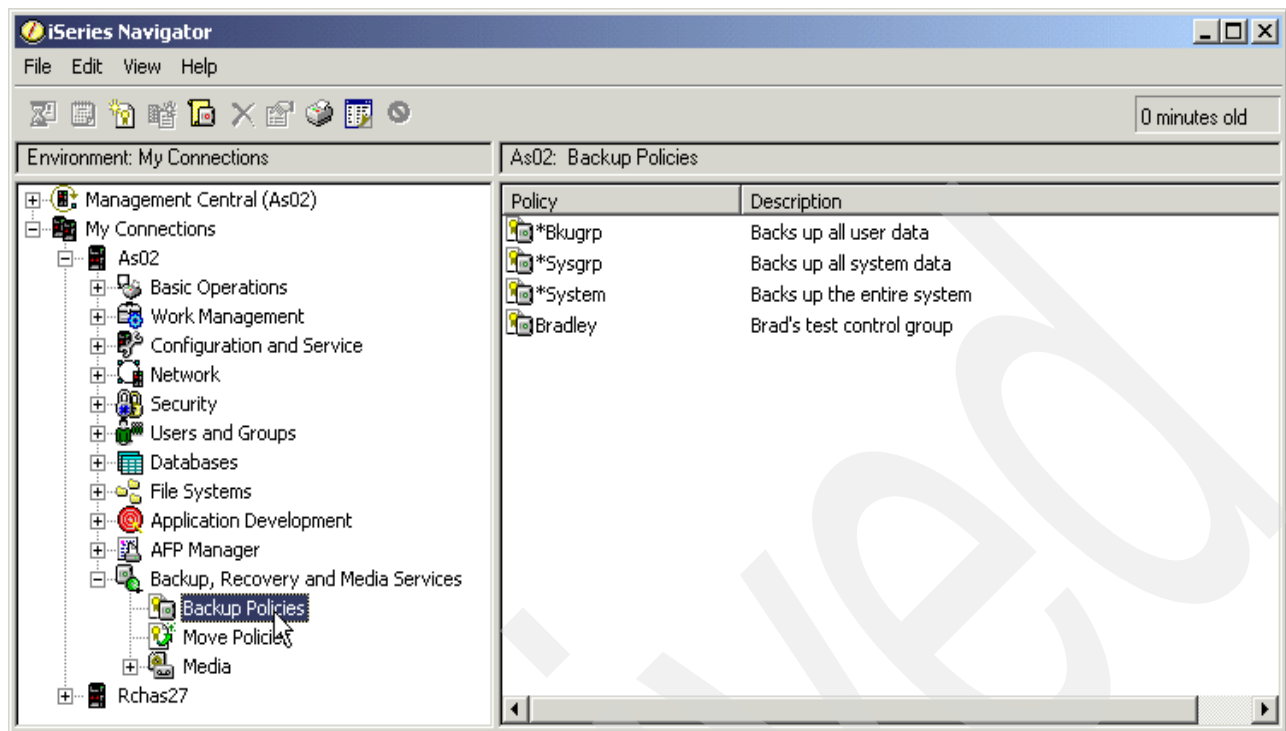 iSeries Navigator
File Edit View Help
0 minutes old
Environment: My Connections
As02: Backup Policies
Management Central (As02)
My Connections
As02
Basic Operations
Work Management
Configuration and Service
Network
Security
Users and Groups
Databases
File Systems
Application Development
AFP Manager
Backup, Recovery and Media Services
Backup Policies
Move Policies
Media
Rchas27
Policy Description
*Bkugrp Backs up all user data
*Sysgrp Backs up all system data
*System Backs up the entire system
Bradley Brad's test control group